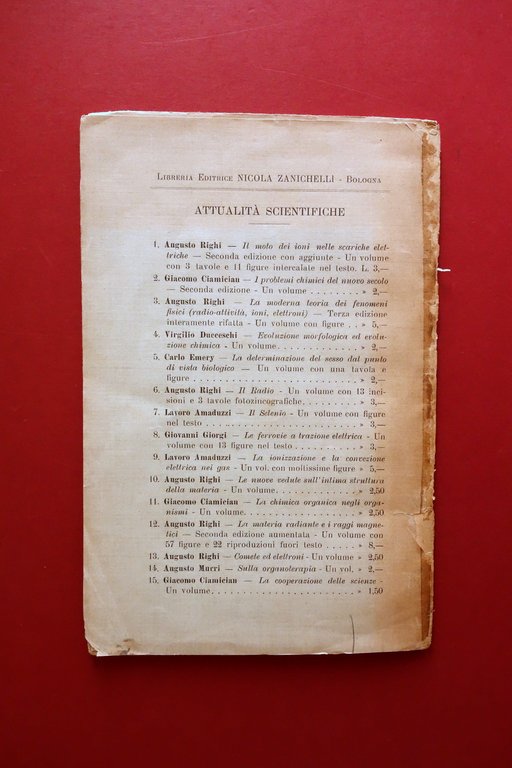 LIBRERIA EDITRICE NICOLA ZANICHELLI - BOLOGNA
ATTUALITÀ SCIENTIFICHE
1. Augusto Righi — Il moto dei ioni nelle scariche elet-
triche — Seconda edizione con aggiunte - Un volume
con 3 tavole e 11 figure intercalate nel testo. L. 3,—
2. Giacomo Ciamician — I problemi chimici del nuovo secolo
— Seconda edizione - Un volume . . . . . . . . » 2,—
3. Augusto Righi — La moderna teoria dei fenomeni
fisici (radio-attività, ioni, elettroni) — Terza edizione
interamente rifatta - Un volume con figure . . » 5,—
4. Virgilio Ducceschi — Evoluzione morfologica ed evolu-
zione chimica - Un volume. . . . . . . . . . . . » 2,—
5. Carlo Emery — La determinazione del sesso dal punto
di vista biologico — Un volume con una tavola e
figure . . . . . . . . . . . . . . . . . . . . . . . . » 2,—
6. Augusto Righi — Il Radio - Un volume con 13 inci-
sioni e 3 tavole fotozincografiche . . . . . . . . » 3,—
7. Lavoro Amaduzzi — Il Selenio - Un volume con figure
nel testo . . . . . . . . . . . . . . . . . . . . . . » 3,—
8. Giovanni Giorgi — Le ferrovie a trazione elettrica - Un
volume con 13 figure nel testo . . . . . . . . . . » 3,—
9. Lavoro Amaduzzi — La ionizzazione e la convezione
elettrica nei gas - Un vol. con moltissime figure » 5,—
10. Augusto Righi — Le nuove vedute sull'intima struttura
della materia - Un volume. . . . . . . . . . . . . » 2,50
11. Giacomo Ciamician — La chimica organica negli orga-
nismi - Un volume. . . . . . . . . . . . . . . . . » 2,50
12. Augusto Righi — La materia radiante e i raggi magne-
tici — Seconda edizione aumentata - Un volume con
57 figure e 22 riproduzioni fuori testo . . . . . » 8,—
13. Augusto Righi — Comete ed elettroni - Un volume » 2,50
14. Augusto Murri — Sulla organoterapia - Un vol. » 2,—
15. Giacomo Ciamician — La cooperazione delle scienze -
Un volume. . . . . . . . . . . . . . . . . . . . . . » 1,50